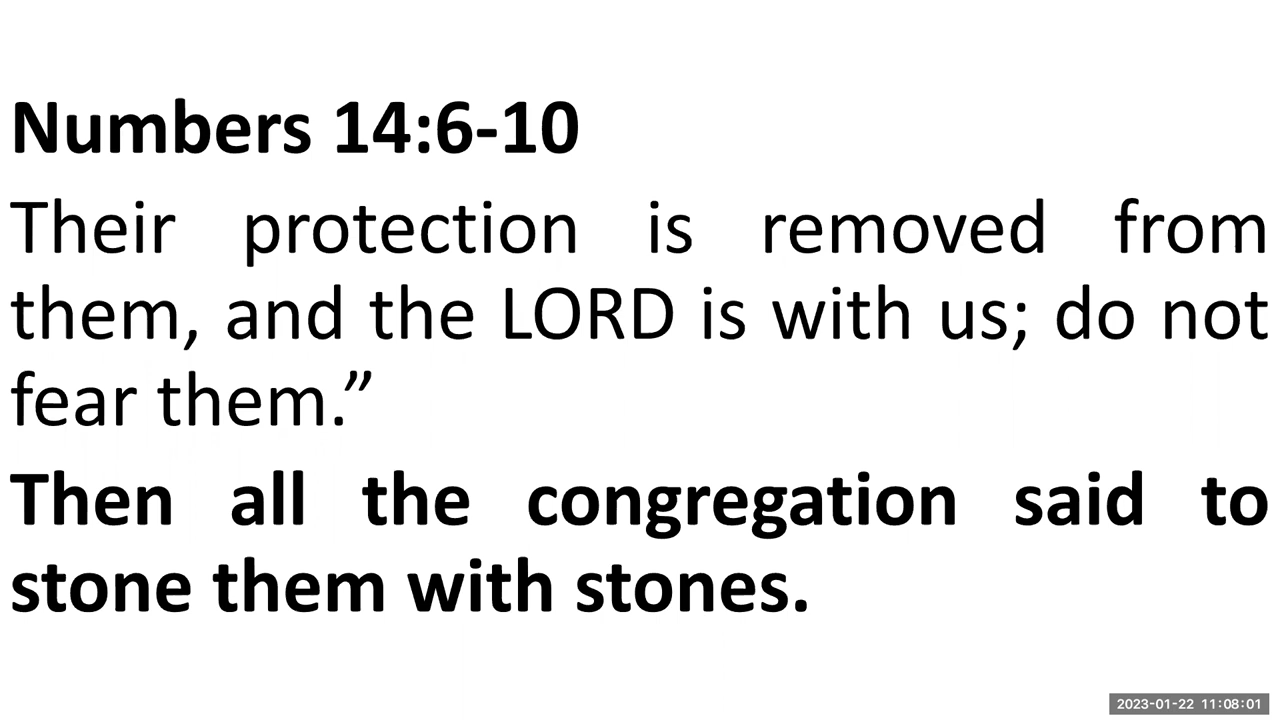 Numbers 14:6-10
Their protection is removed from
them, and the LORD is with us; do not
fear them.”
Then all the congregation said to
stone them with stones.
2023-01-22 11:08:01